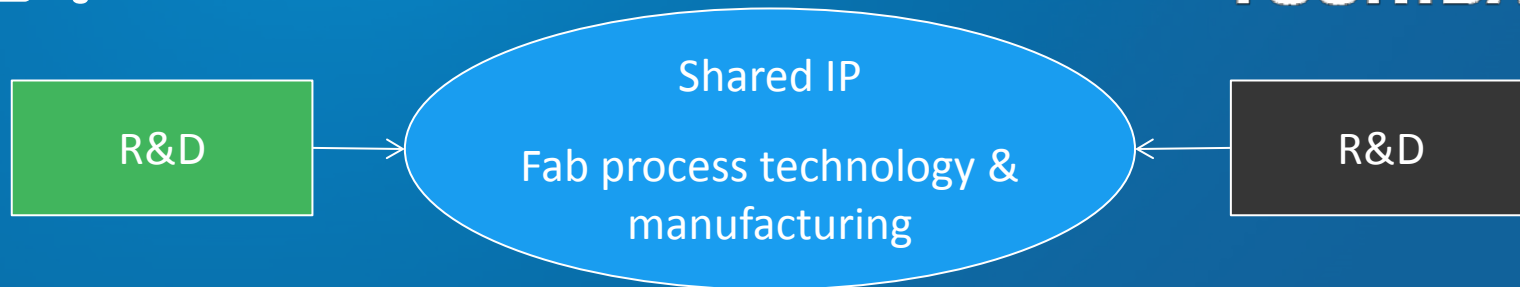 Shared IP
R&D
Fab process technology &
manufacturing
R&D